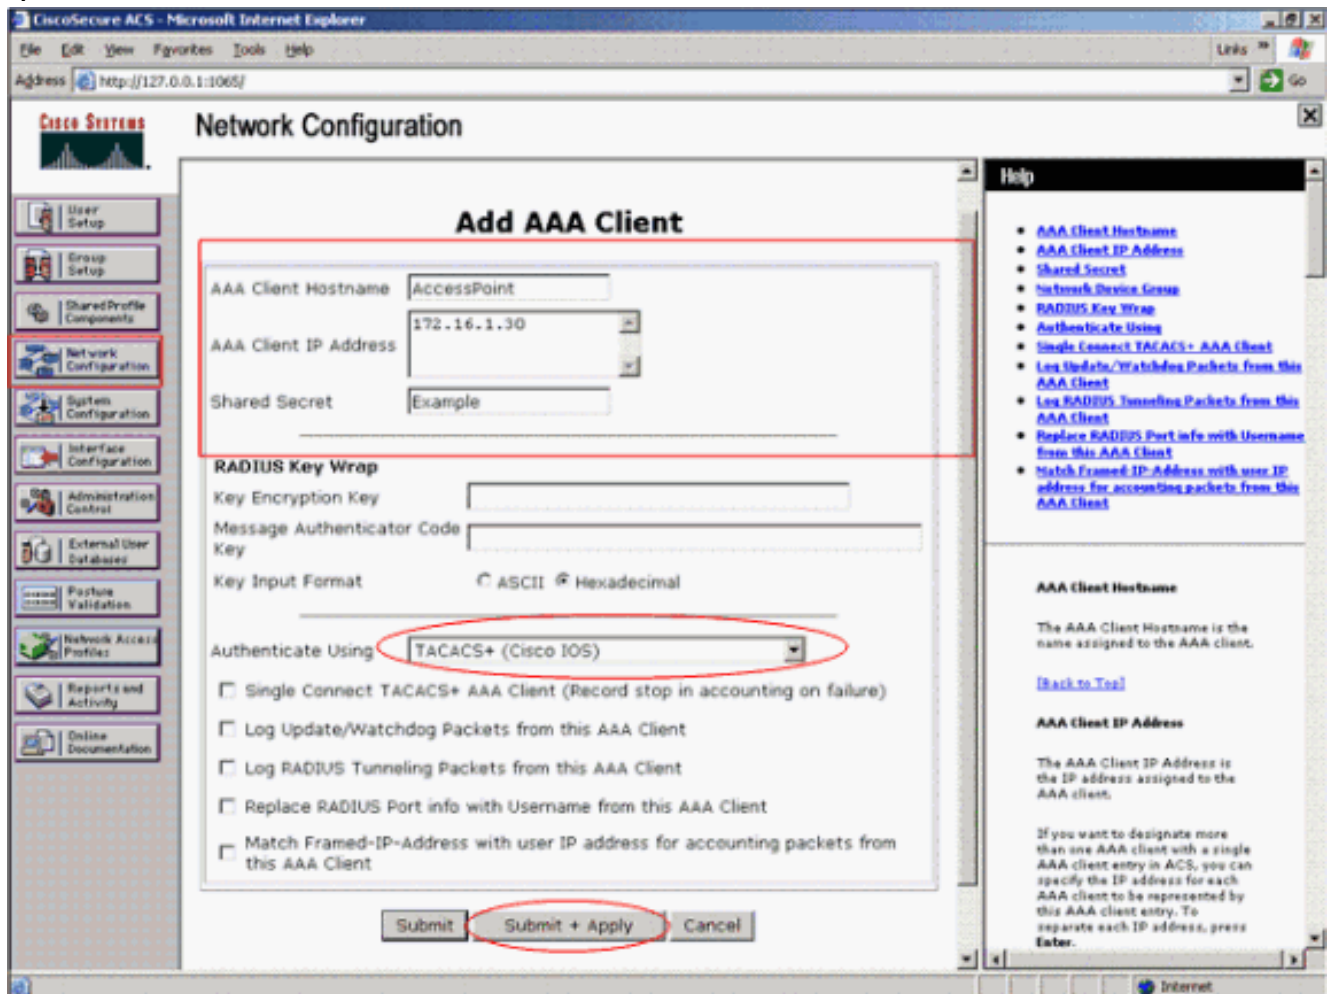 CiscoSecure ACS - Microsoft Internet Explorer
File Edit View Favorites Tools Help
Links »
Address http://127.0.0.1:1065/
Go
CISCO SYSTEMS
Network Configuration
User
Setup
Group
Setup
Shared Profile
Components
Network
Configuration
System
Configuration
Interface
Configuration
Administration
Control
External User
Databases
Posture
Validation
Network Access
Profiles
Reports and
Activity
Online
Documentation
Add AAA Client
AAA Client Hostname AccessPoint
AAA Client IP Address 172.16.1.30
Shared Secret Example
RADIUS Key Wrap
Key Encryption Key
Message Authenticator Code
Key
Key Input Format ASCII Hexadecimal
Authenticate Using TACACS+ (Cisco IOS)
Single Connect TACACS+ AAA Client (Record stop in accounting on failure)
Log Update/Watchdog Packets from this AAA Client
Log RADIUS Tunneling Packets from this AAA Client
Replace RADIUS Port info with Username from this AAA Client
Match Framed-IP-Address with user IP address for accounting packets from
this AAA Client
Submit Submit + Apply Cancel
Help
AAA Client Hostname
AAA Client IP Address
Shared Secret
Network Device Group
RADIUS Key Wrap
Authenticate Using
Single Connect TACACS+ AAA Client
Log Update/Watchdog Packets from this
AAA Client
Log RADIUS Tunneling Packets from this
AAA Client
Replace RADIUS Port info with Username
from this AAA Client
Match Framed-IP-Address with user IP
address for accounting packets from this
AAA Client
AAA Client Hostname
The AAA Client Hostname is the
name assigned to the AAA client.
[Back to Top]
AAA Client IP Address
The AAA Client IP Address is
the IP address assigned to the
AAA client.
If you want to designate more
than one AAA client with a single
AAA client entry in ACS, you can
specify the IP address for each
AAA client to be represented by
this AAA client entry. To
separate each IP address, press
Enter.
Internet